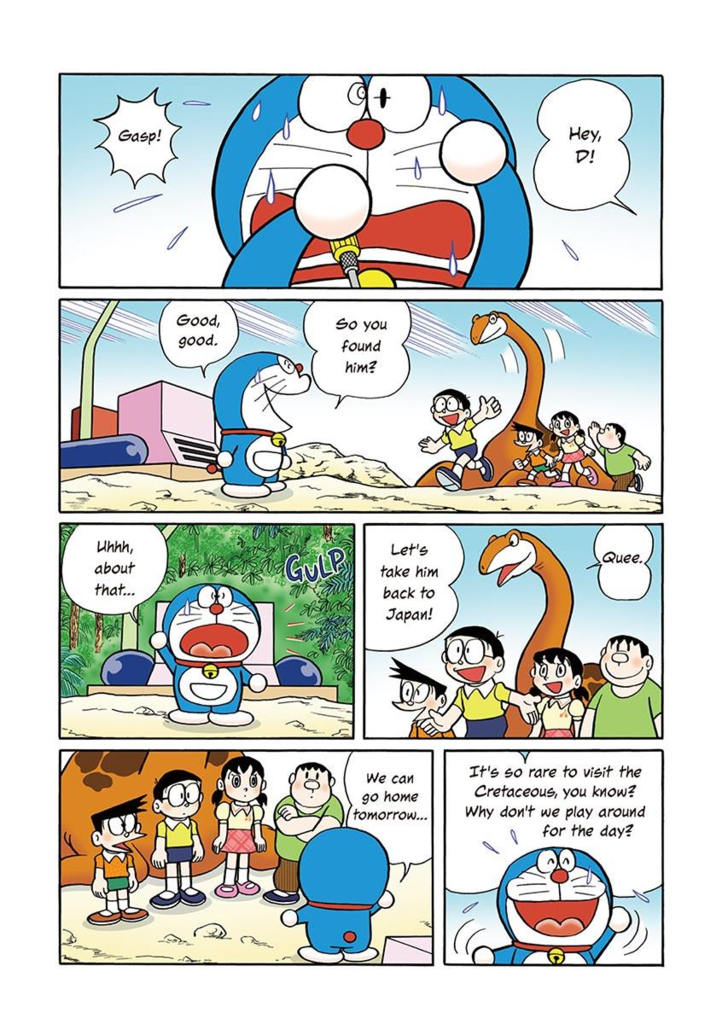 Gasp!
Hey,
D!
Good,
good.
So you
found
him?
Uhhh,
about
that...
GULP
Let's
take him
back to
Japan!
Quee.
We can
go home
tomorrow...
It's so rare to visit the
Cretaceous, you know?
Why don't we play around
for the day?